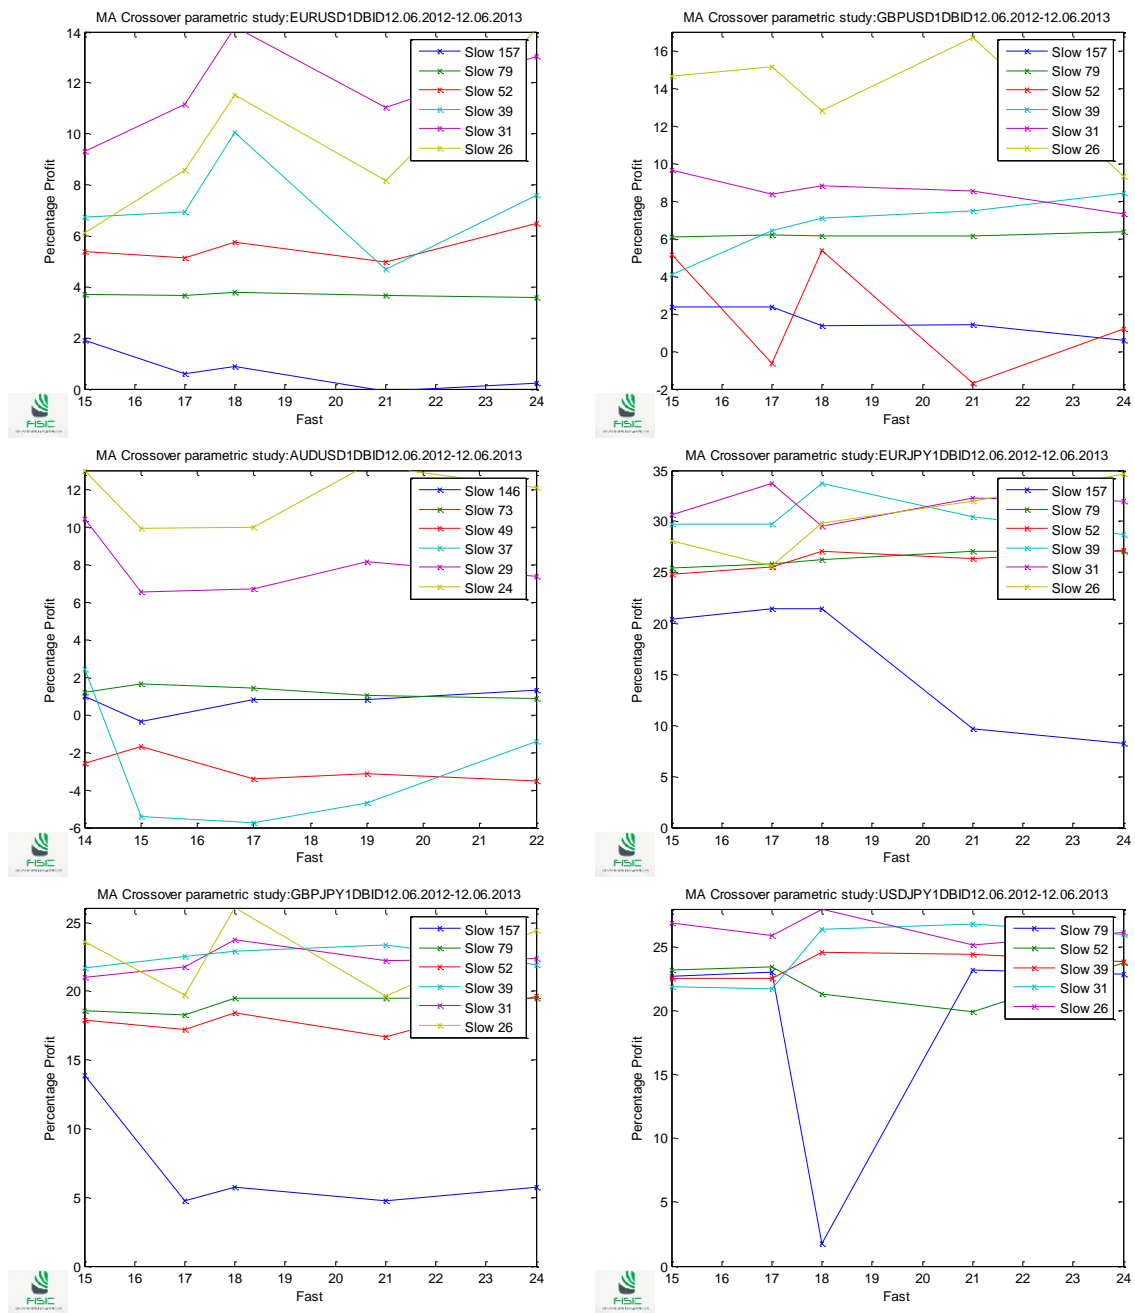 MA Crossover parametric study:EURUSD1DBID12.06.2012-12.06.2013
14
12
10
8
6
4
2
0
Percentage Profit
Slow 157
Slow 79
Slow 52
Slow 39
Slow 31
Slow 26
15 16 17 18 19 20 21 22 23 24
Fast
FISIC
MA Crossover parametric study:GBPUSD1DBID12.06.2012-12.06.2013
16
14
12
10
8
6
4
2
0
-2
Percentage Profit
Slow 157
Slow 79
Slow 52
Slow 39
Slow 31
Slow 26
15 16 17 18 19 20 21 22 23 24
Fast
FISIC
MA Crossover parametric study:AUDUSD1DBID12.06.2012-12.06.2013
12
10
8
6
4
2
0
-2
-4
-6
Percentage Profit
Slow 146
Slow 73
Slow 49
Slow 37
Slow 29
Slow 24
14 15 16 17 18 19 20 21 22
Fast
FISIC
MA Crossover parametric study:EURJPY1DBID12.06.2012-12.06.2013
35
30
25
20
15
10
5
0
Percentage Profit
Slow 157
Slow 79
Slow 52
Slow 39
Slow 31
Slow 26
15 16 17 18 19 20 21 22 23 24
Fast
FISIC
MA Crossover parametric study:GBPJPY1DBID12.06.2012-12.06.2013
25
20
15
10
5
0
Percentage Profit
Slow 157
Slow 79
Slow 52
Slow 39
Slow 31
Slow 26
15 16 17 18 19 20 21 22 23 24
Fast
FISIC
MA Crossover parametric study:USDJPY1DBID12.06.2012-12.06.2013
25
20
15
10
5
0
Percentage Profit
Slow 79
Slow 52
Slow 39
Slow 31
Slow 26
15 16 17 18 19 20 21 22 23 24
Fast
FISIC